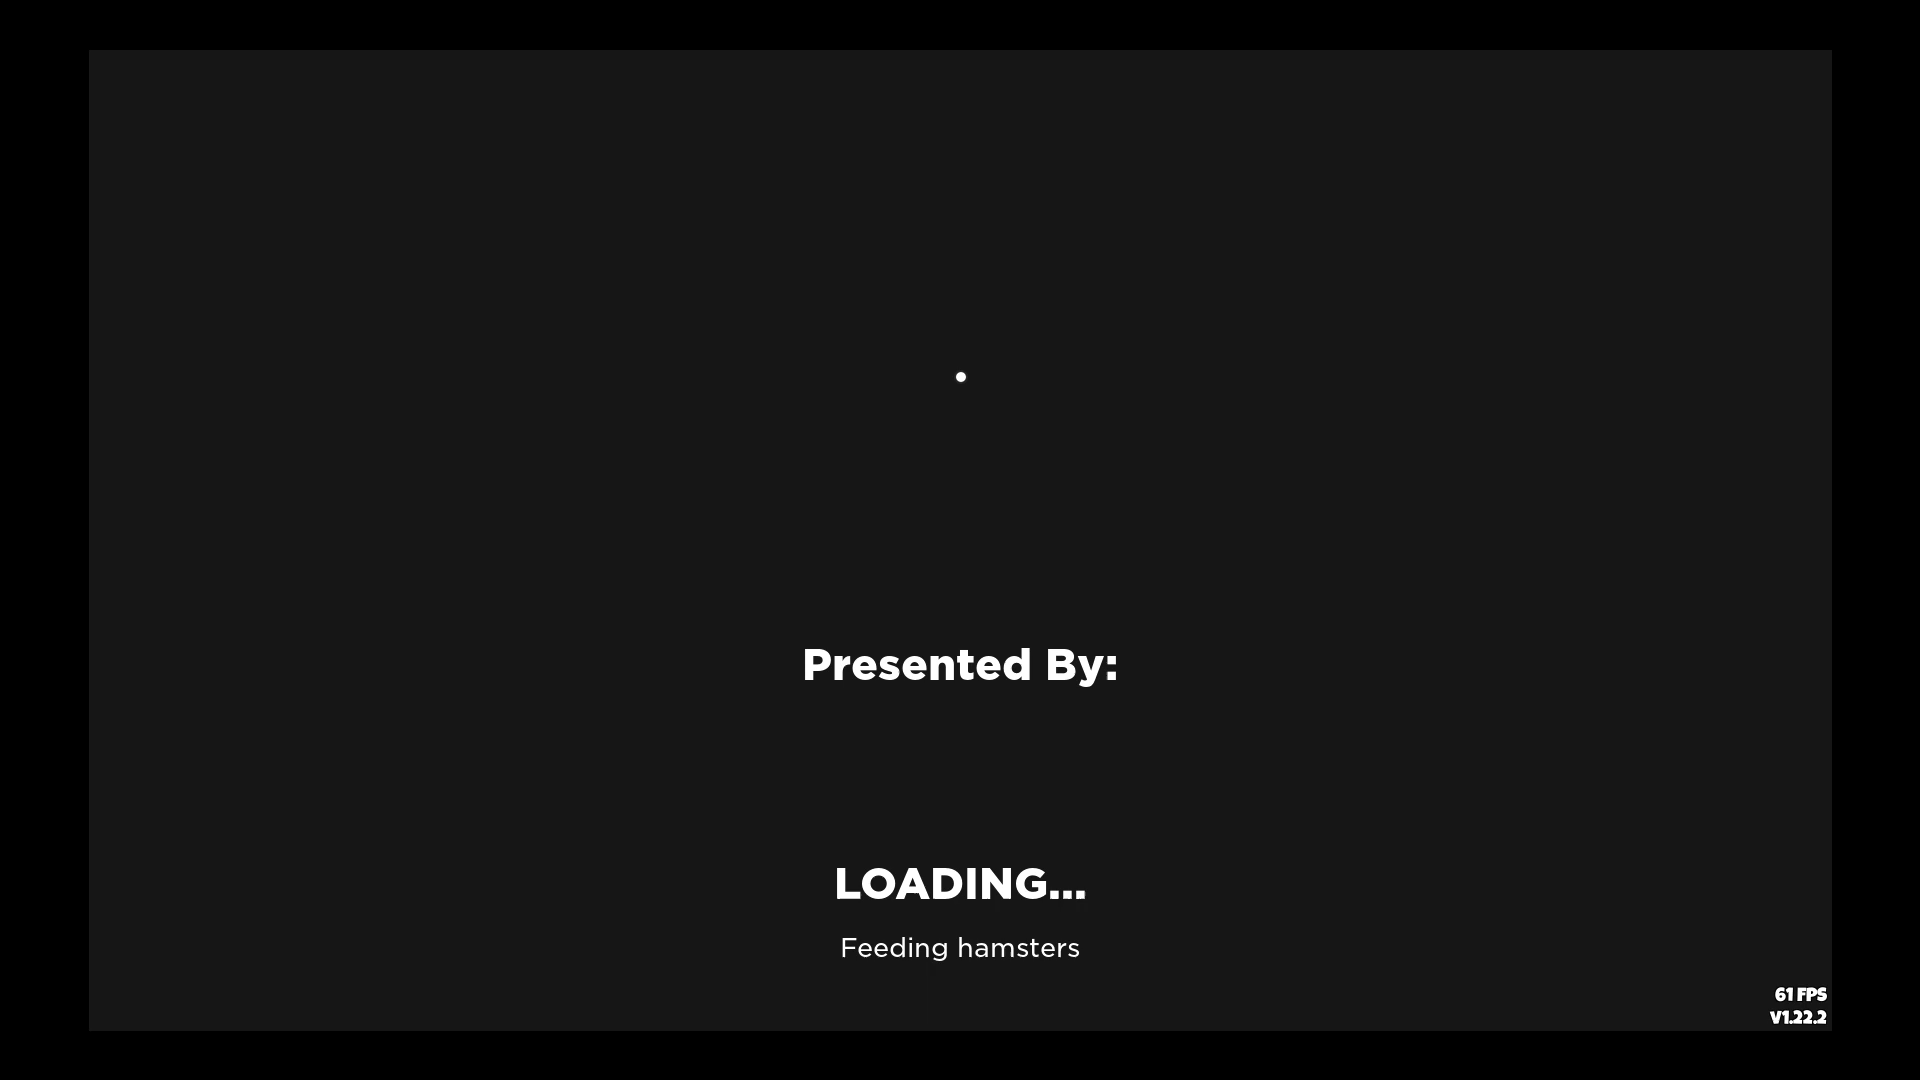 Presented By:
LOADING...
Feeding hamsters
61 FPS
V1.22.2